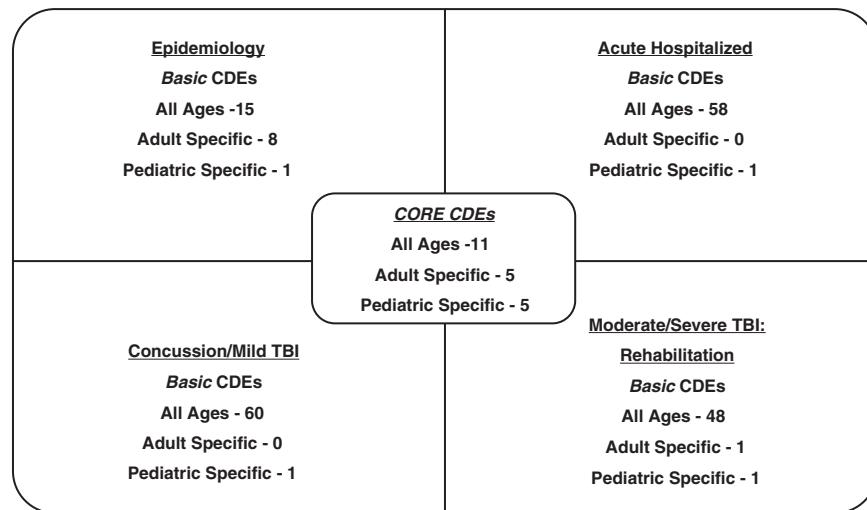 Epidemiology
Basic CDEs
All Ages -15
Adult Specific - 8
Pediatric Specific - 1
Acute Hospitalized
Basic CDEs
All Ages - 58
Adult Specific - 0
Pediatric Specific - 1
CORE CDEs
All Ages -11
Adult Specific - 5
Pediatric Specific - 5
Concussion/Mild TBI
Basic CDEs
All Ages - 60
Adult Specific - 0
Pediatric Specific - 1
Moderate/Severe TBI:
Rehabilitation
Basic CDEs
All Ages - 48
Adult Specific - 1
Pediatric Specific - 1